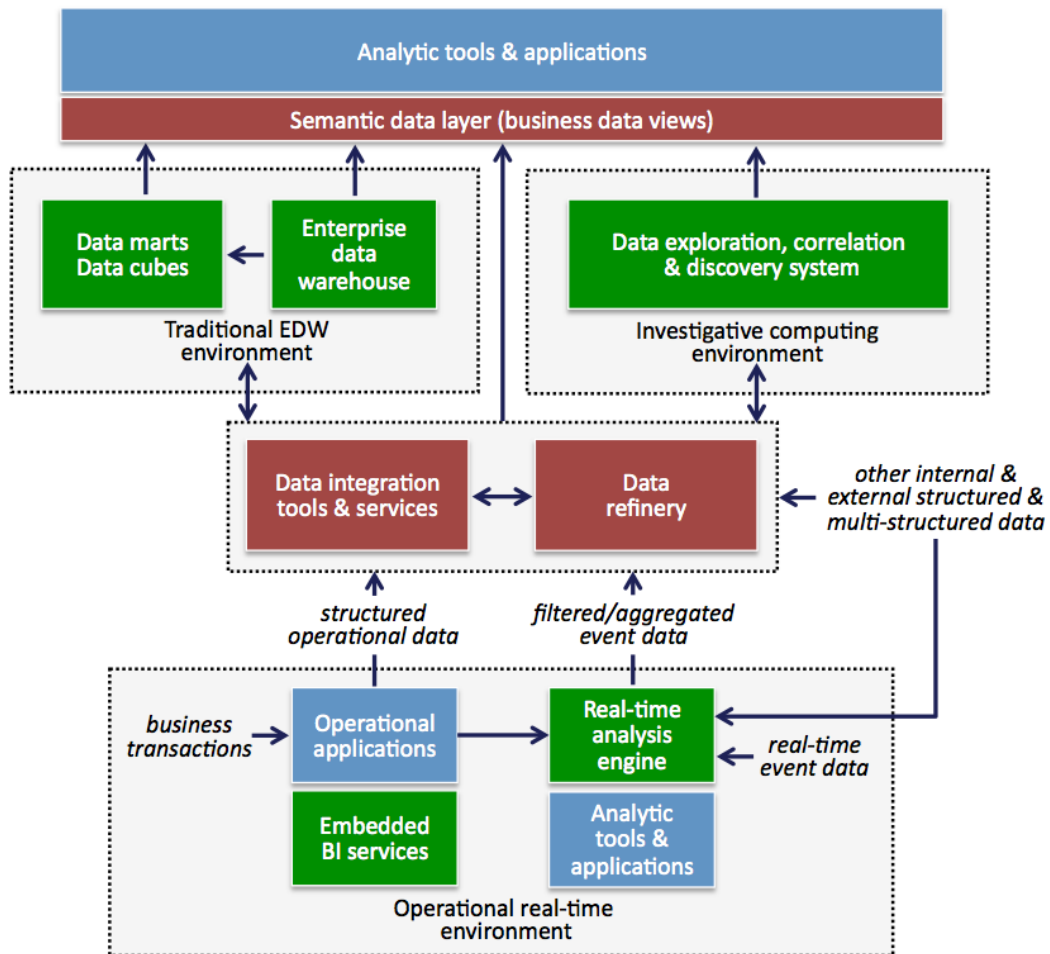 Analytic tools & applications
Semantic data layer (business data views)
Data marts
Data cubes
Enterprise
data
warehouse
Traditional EDW
environment
Data exploration, correlation
& discovery system
Investigative computing
environment
Data integration
tools & services
Data
refinery
other internal &
external structured &
multi-structured data
structured
operational data
filtered/aggregated
event data
business
transactions
Operational
applications
Real-time
analysis
engine
real-time
event data
Embedded
BI services
Analytic
tools &
applications
Operational real-time
environment